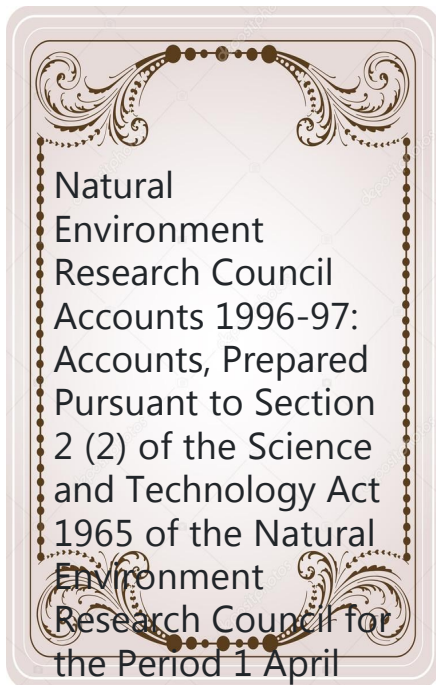 Natural
Environment
Research Council
Accounts 1996-97:
Accounts, Prepared
Pursuant to Section
2 (2) of the Science
and Technology Act
1965 of the Natural
Environment
Research Council for
the Period 1 April